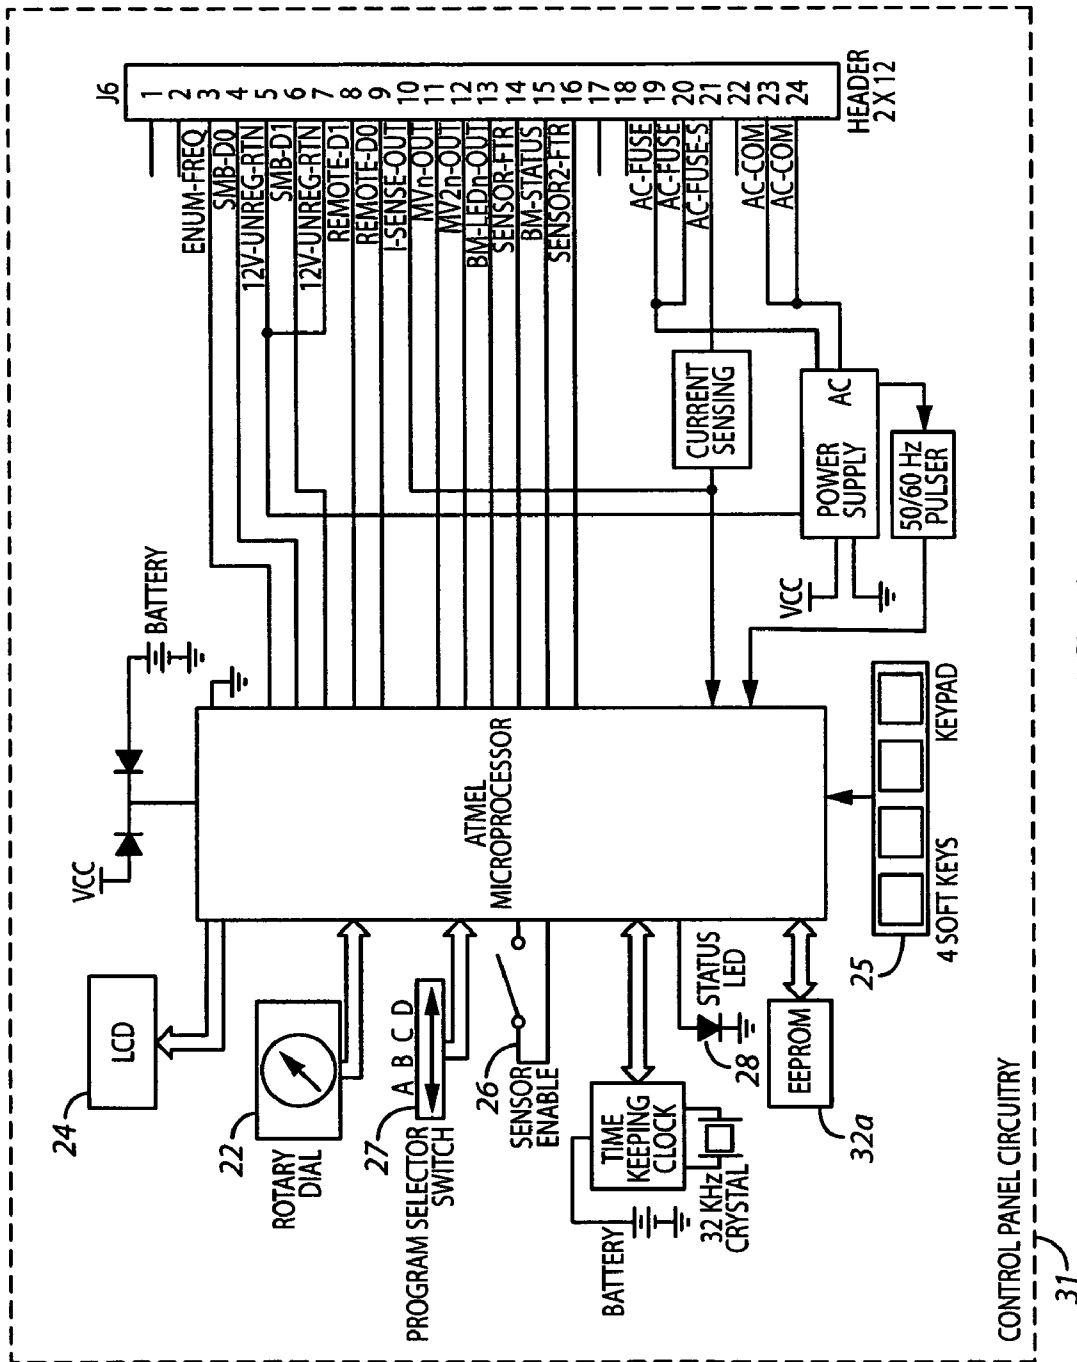 24
LCD
22
ROTARY
DIAL
27
A B C D
PROGRAM SELECTOR
SWITCH
26
SENSOR
ENABLE
BATTERY
TIME
KEEPING
CLOCK
32 KHz
CRYSTAL
28
STATUS
LED
EEPROM
32a
25
4 SOFT KEYS
KEYPAD
VCC
BATTERY
ATMEL
MICROPROCESSOR
CURRENT
SENSING
POWER
SUPPLY
AC
VCC
50/60 Hz
PULSER
ENUM-FREQ
SMB-D0
12V-UNREG-RTN
SMB-D1
12V-UNREG-RTN
REMOTE-D1
REMOTE-D0
I-SENSE-OUT
MVn-OUT
MV2n-OUT
BM-LEDn-OUT
SENSOR-FTR
BM-STATUS
SENSOR2-FTR
AC-FUSE
AC-FUSE
AC-FUSE-S
AC-COM
AC-COM
J6
1
2
3
4
5
6
7
8
9
10
11
12
13
14
15
16
17
18
19
20
21
22
23
24
HEADER
2 X 12
CONTROL PANEL CIRCUITRY
31